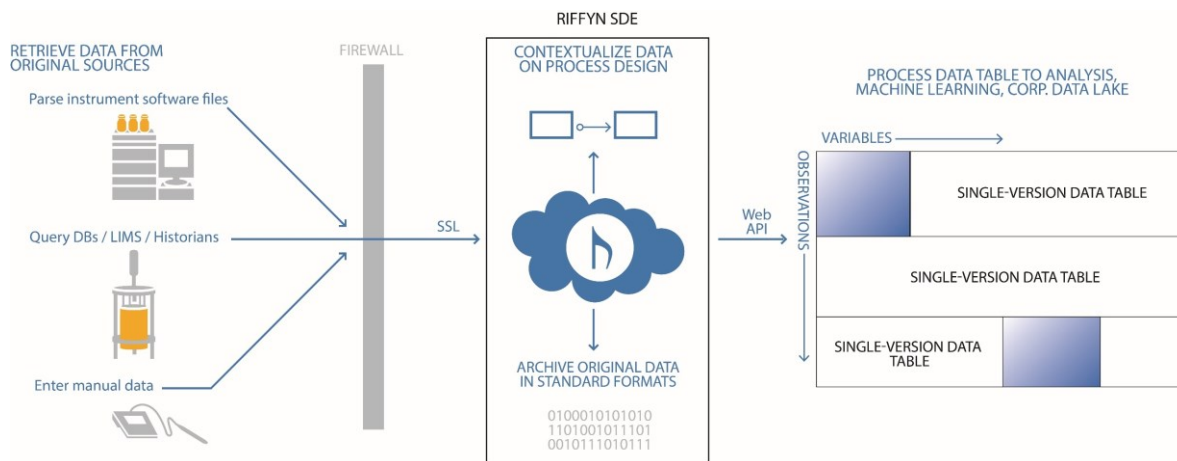 RIFFYN SDE
RETRIEVE DATA FROM
ORIGINAL SOURCES
Parse instrument software files
Query DBs / LIMS / Historians
Enter manual data
FIREWALL
SSL
CONTEXTUALIZE DATA
ON PROCESS DESIGN
ARCHIVE ORIGINAL DATA
IN STANDARD FORMATS
0100010101010
1101001011101
0010111010111
Web
API
PROCESS DATA TABLE TO ANALYSIS,
MACHINE LEARNING, CORP. DATA LAKE
VARIABLES
OBSERVATIONS
SINGLE-VERSION DATA TABLE
SINGLE-VERSION DATA TABLE
SINGLE-VERSION DATA
TABLE